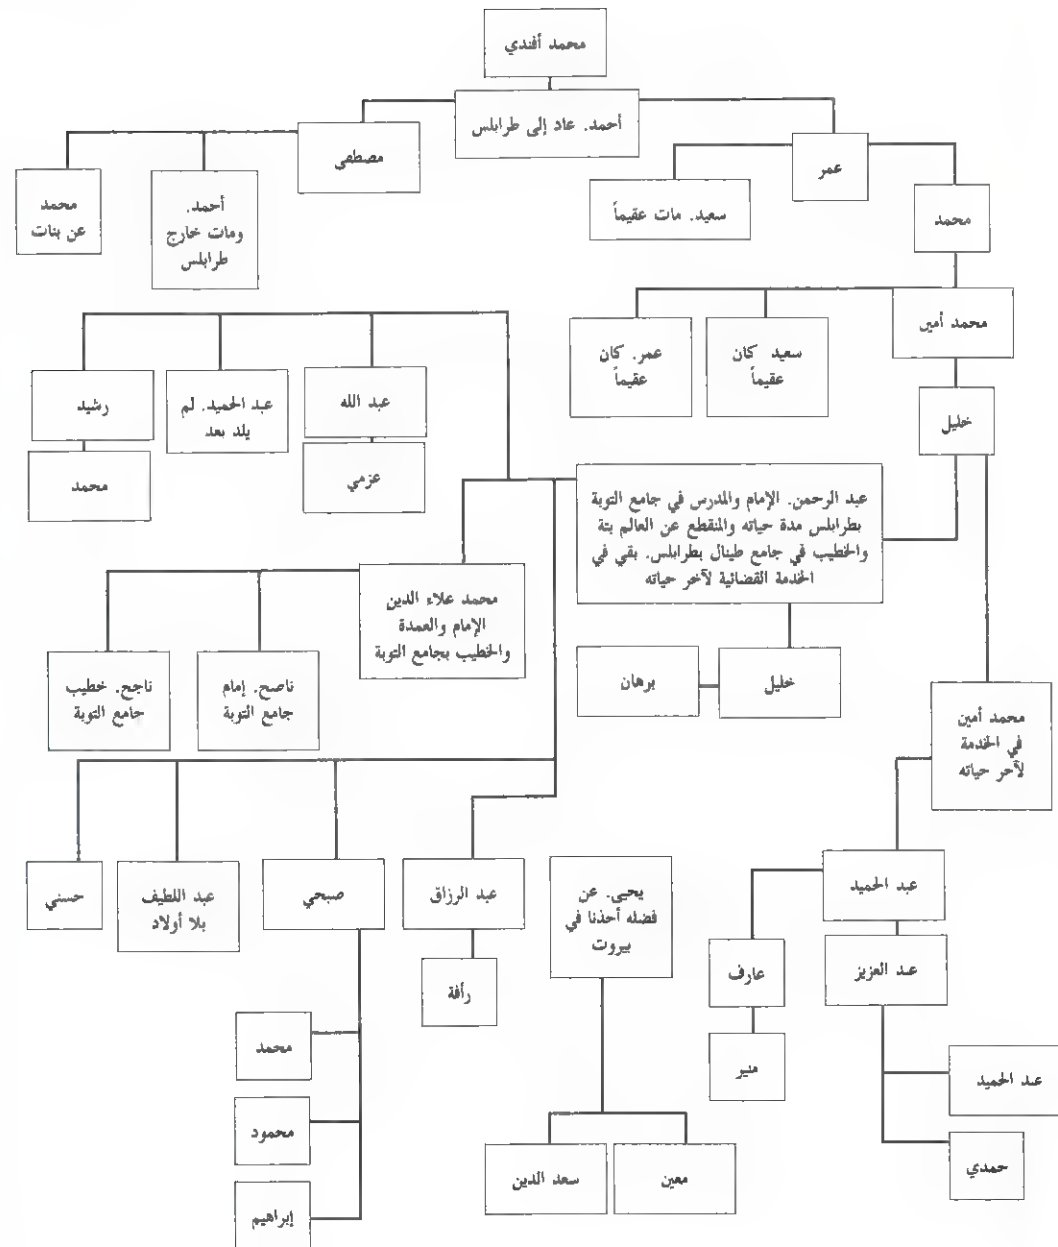 محمد أفندي
أحمد. عاد إلى طرابلس
مصطفى
عمر
محمد
سعيد. مات عقيماً
أحمد.
ومات خارج
طرابلس
محمد
عن بنات
محمد أمين
سعيد كان
عقيماً
عمر. كان
عقيماً
خليل
عبد الله
عبد الحميد. لم
يلد بعد
رشيد
عزمي
محمد
عبد الرحمن. الإمام والمدرس في جامع التوبة
بطرابلس مدة حياته والمنقطع عن العالم بتة
والخطيب في جامع طينال بطرابلس. بقي في
الخدمة القضائية لآخر حياته
محمد علاء الدين
الإمام والعمدة
والخطيب بجامع التوبة
خليل
برهان
ناصح. إمام
جامع التوبة
ناجح. خطيب
جامع التوبة
محمد أمين
في الخدمة
لآخر حياته
عبد الحميد
يحيى. عن
فضله أخذنا في
بيروت
عبد الرزاق
صبحي
عبد اللطيف
بلا أولاد
حسني
عبد العزيز
عارف
رأفة
منير
محمد
عبد الحميد
محمود
حمدي
معين
سعد الدين
إبراهيم